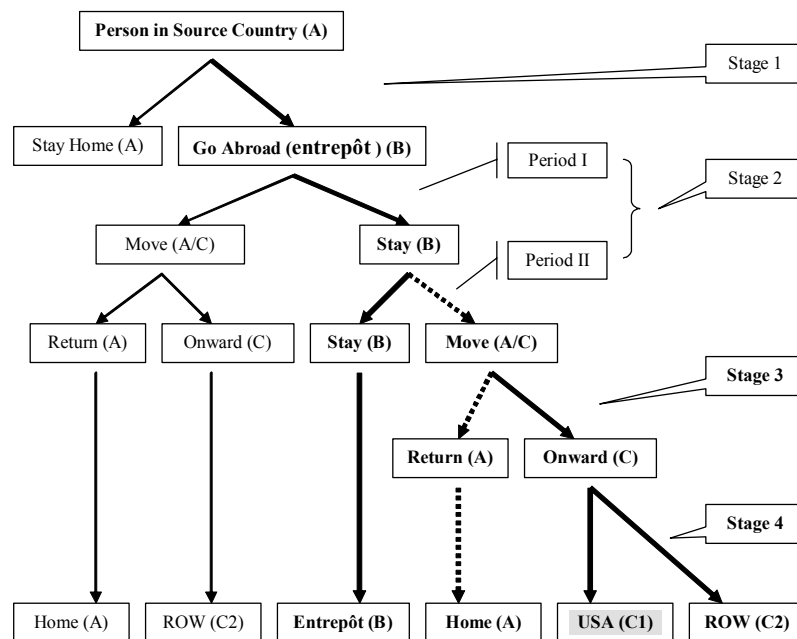 Person in Source Country (A)
Stage 1
Stay Home (A)
Go Abroad (entrepôt ) (B)
Period I
Stage 2
Move (A/C)
Stay (B)
Period II
Return (A)
Onward (C)
Stay (B)
Move (A/C)
Stage 3
Return (A)
Onward (C)
Stage 4
Home (A)
ROW (C2)
Entrepôt (B)
Home (A)
USA (C1)
ROW (C2)